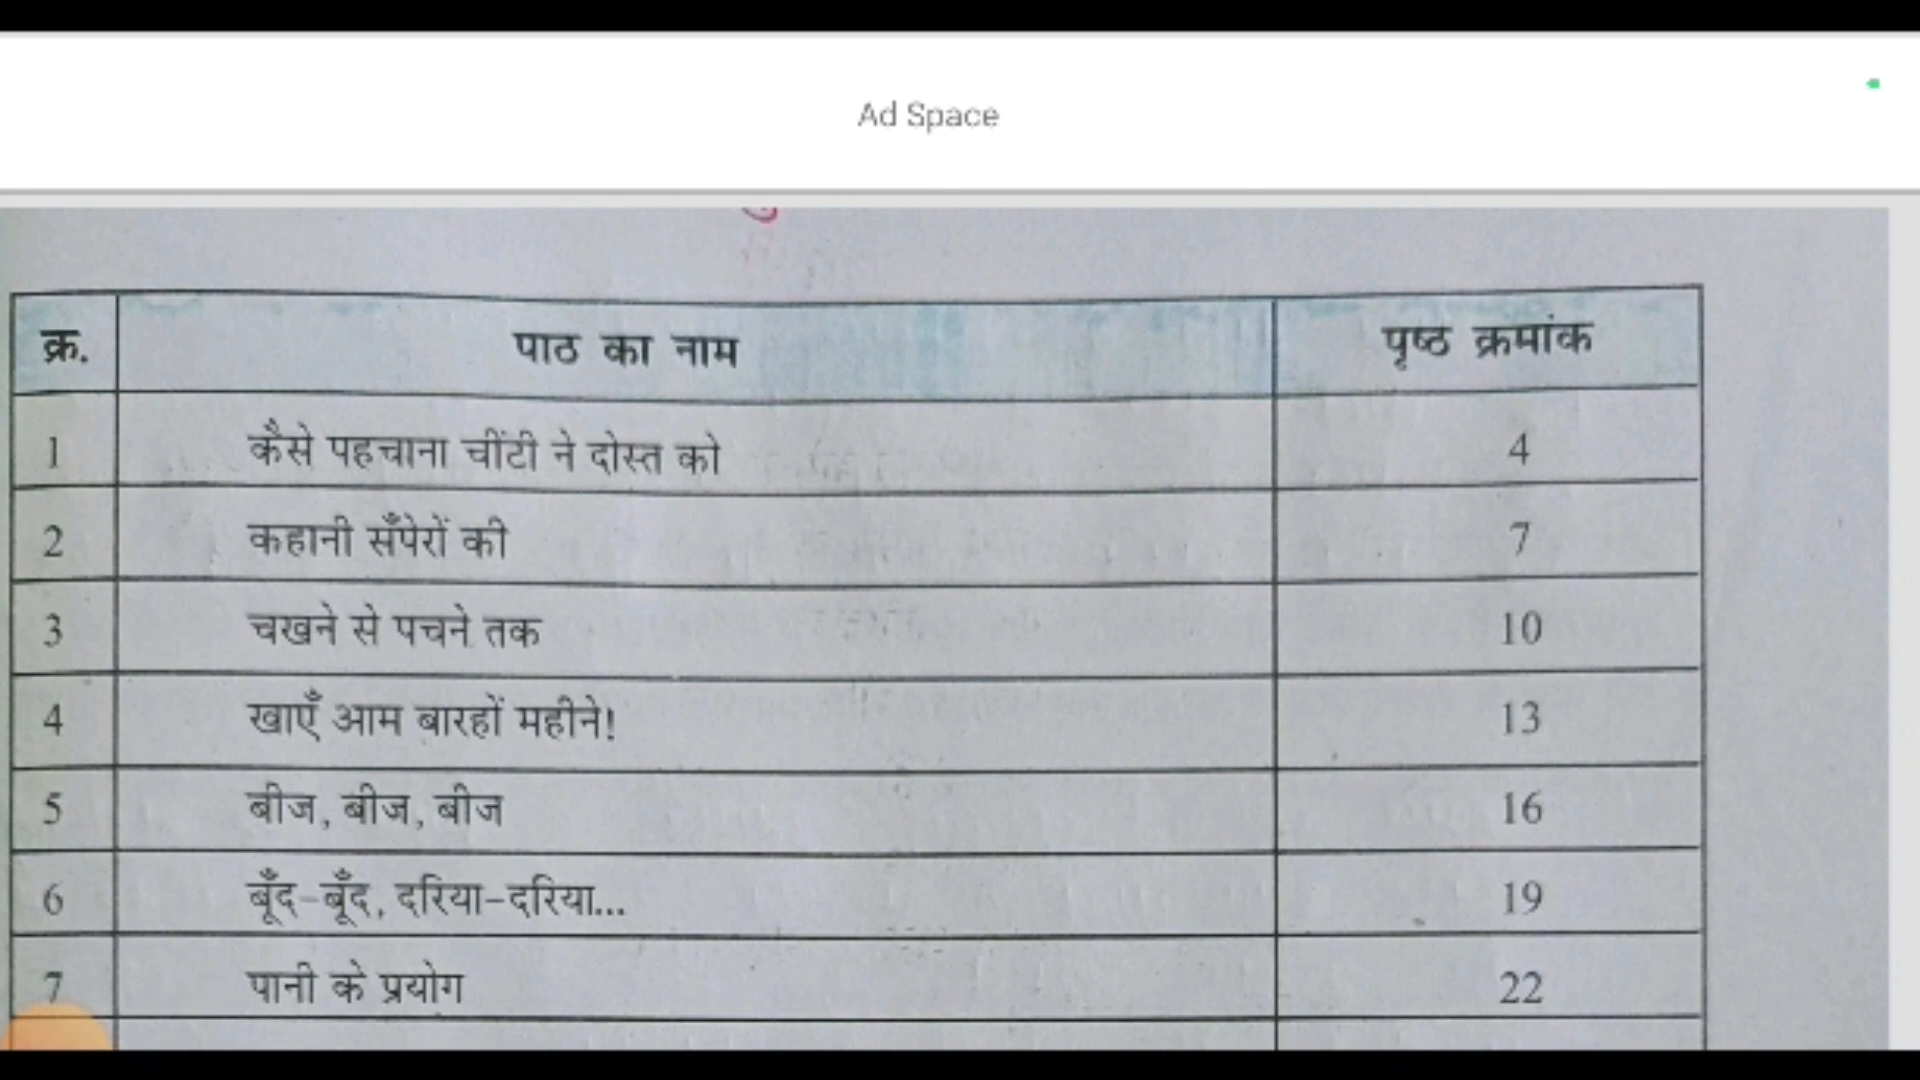 Ad Space
क्र. पाठ का नाम पृष्ठ क्रमांक
1 कैसे पहचाना चींटी ने दोस्त को 4
2 कहानी सँपेरों की 7
3 चखने से पचने तक 10
4 खाएँ आम बारहों महीने! 13
5 बीज, बीज, बीज 16
6 बूँद-बूँद, दरिया-दरिया... 19
7 पानी के प्रयोग 22